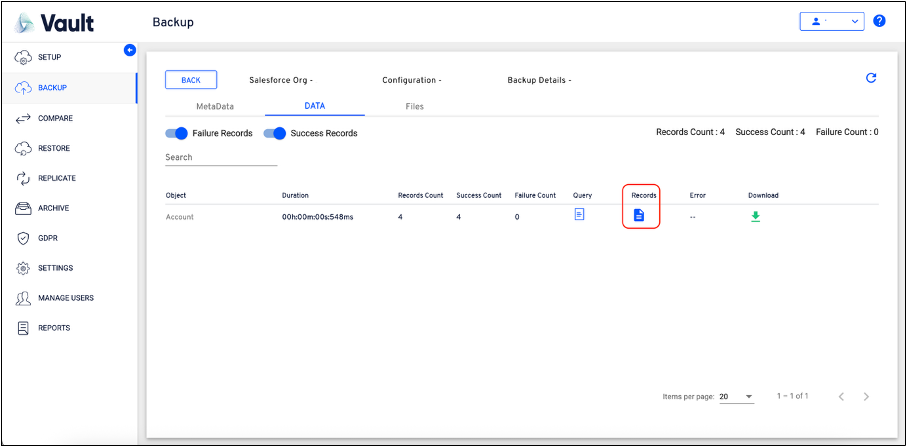 Vault
Backup
SETUP
BACKUP
COMPARE
RESTORE
REPLICATE
ARCHIVE
GDPR
SETTINGS
MANAGE USERS
REPORTS
BACK Salesforce Org - Configuration - Backup Details -
MetaData DATA Files
Failure Records Success Records Records Count : 4 Success Count : 4 Failure Count : 0
Search
Object Duration Records Count Success Count Failure Count Query Records Error Download
Account 00h:00m:00s:548ms 4 4 0 --
Items per page: 20 1 – 1 of 1